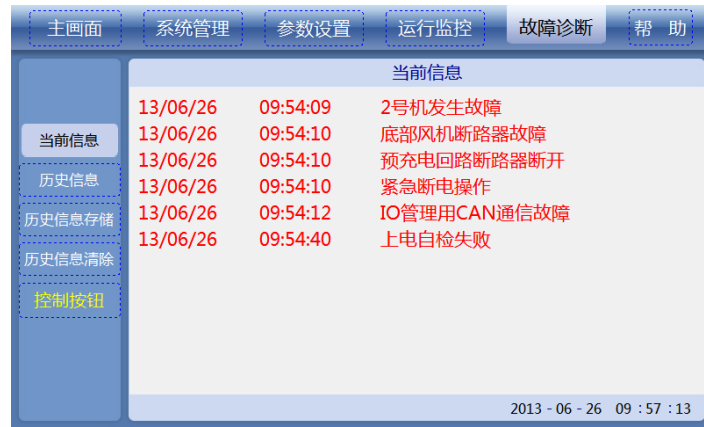 主画面 系统管理 参数设置 运行监控 故障诊断 帮 助
当前信息
13/06/26 09:54:09 2号机发生故障
13/06/26 09:54:10 底部风机断路器故障
13/06/26 09:54:10 预充电回路断路器断开
13/06/26 09:54:10 紧急断电操作
13/06/26 09:54:12 IO管理用CAN通信故障
13/06/26 09:54:40 上电自检失败
当前信息
历史信息
历史信息存储
历史信息清除
控制按钮
2013 - 06 - 26 09 : 57 : 13